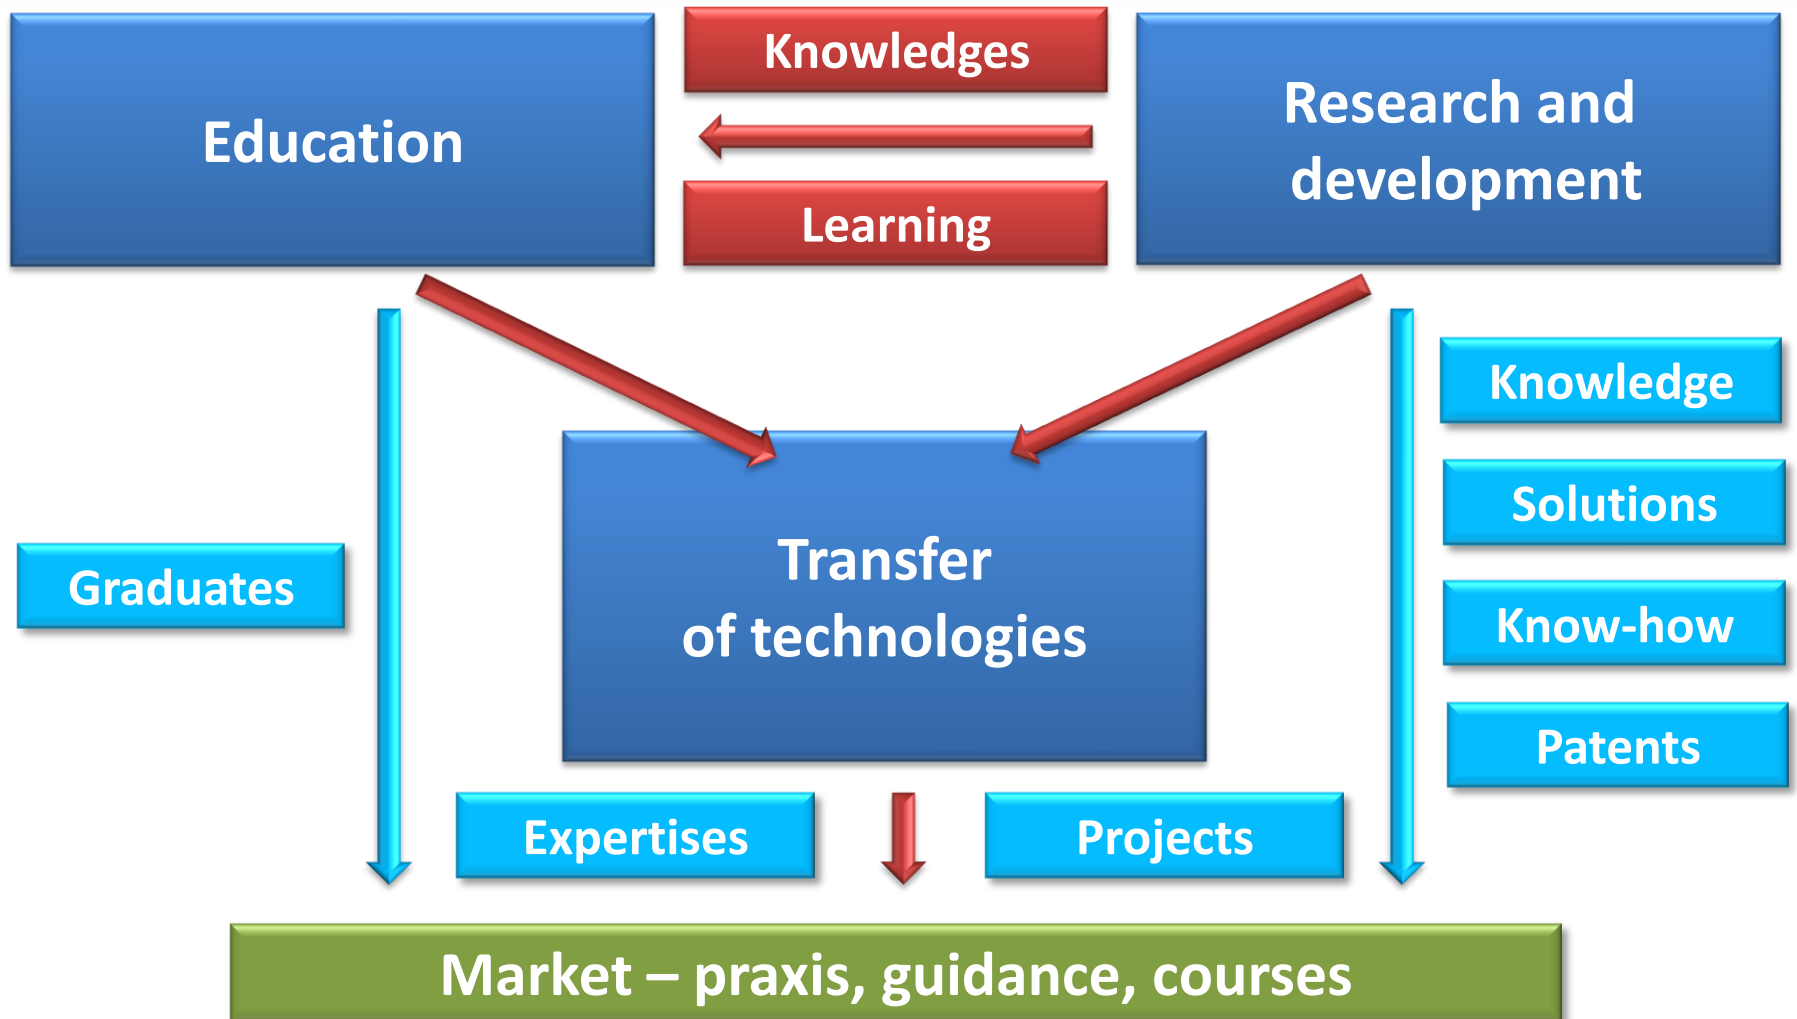 Education
Knowledges
Learning
Research and
development
Graduates
Transfer
of technologies
Knowledge
Solutions
Know-how
Patents
Expertises
Projects
Market – praxis, guidance, courses